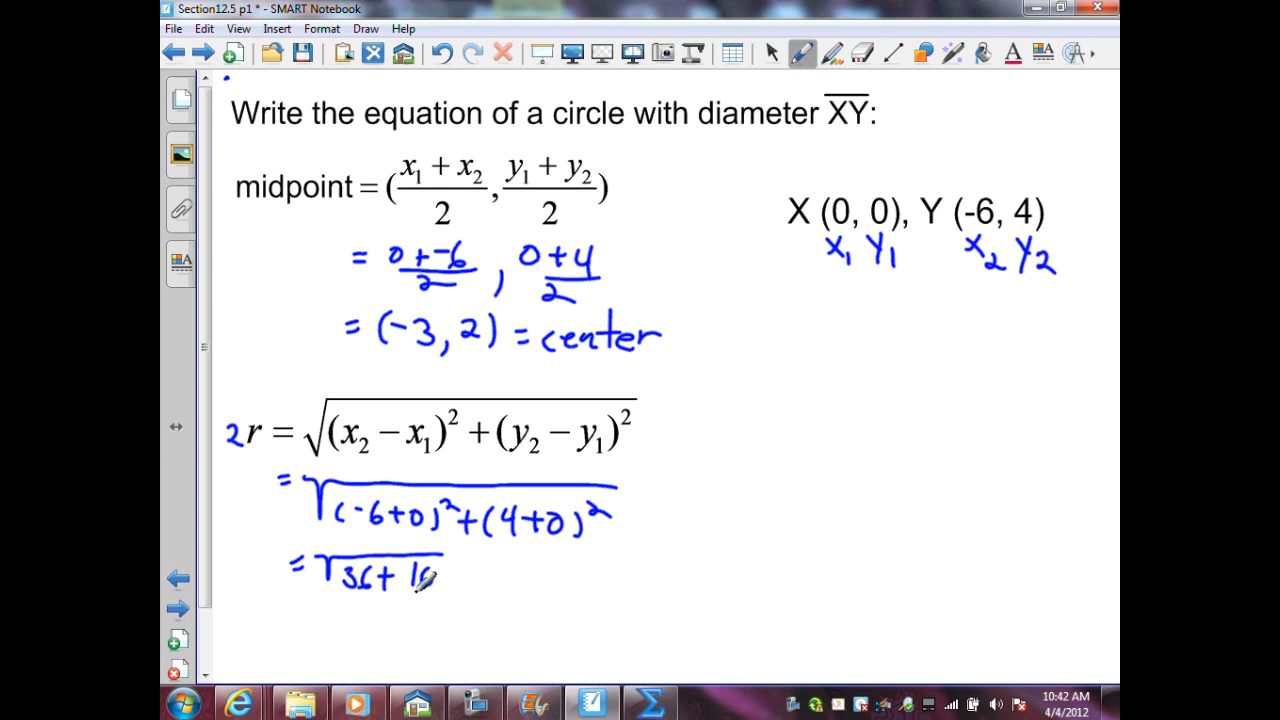 Section12.5 p1 * - SMART Notebook
File Edit View Insert Format Draw Help
Write the equation of a circle with diameter XY:
midpoint = (x₁ + x₂ / 2, y₁ + y₂ / 2)
X (0, 0), Y (-6, 4)
x₁ y₁ x₂ y₂
= 0+-6 / 2 , 0+4 / 2
= (-3, 2) = center
2r = √(x₂ − x₁)² + (y₂ − y₁)²
= √(-6+0)² + (4+0)²
= √36 + 16
10:42 AM
4/4/2012